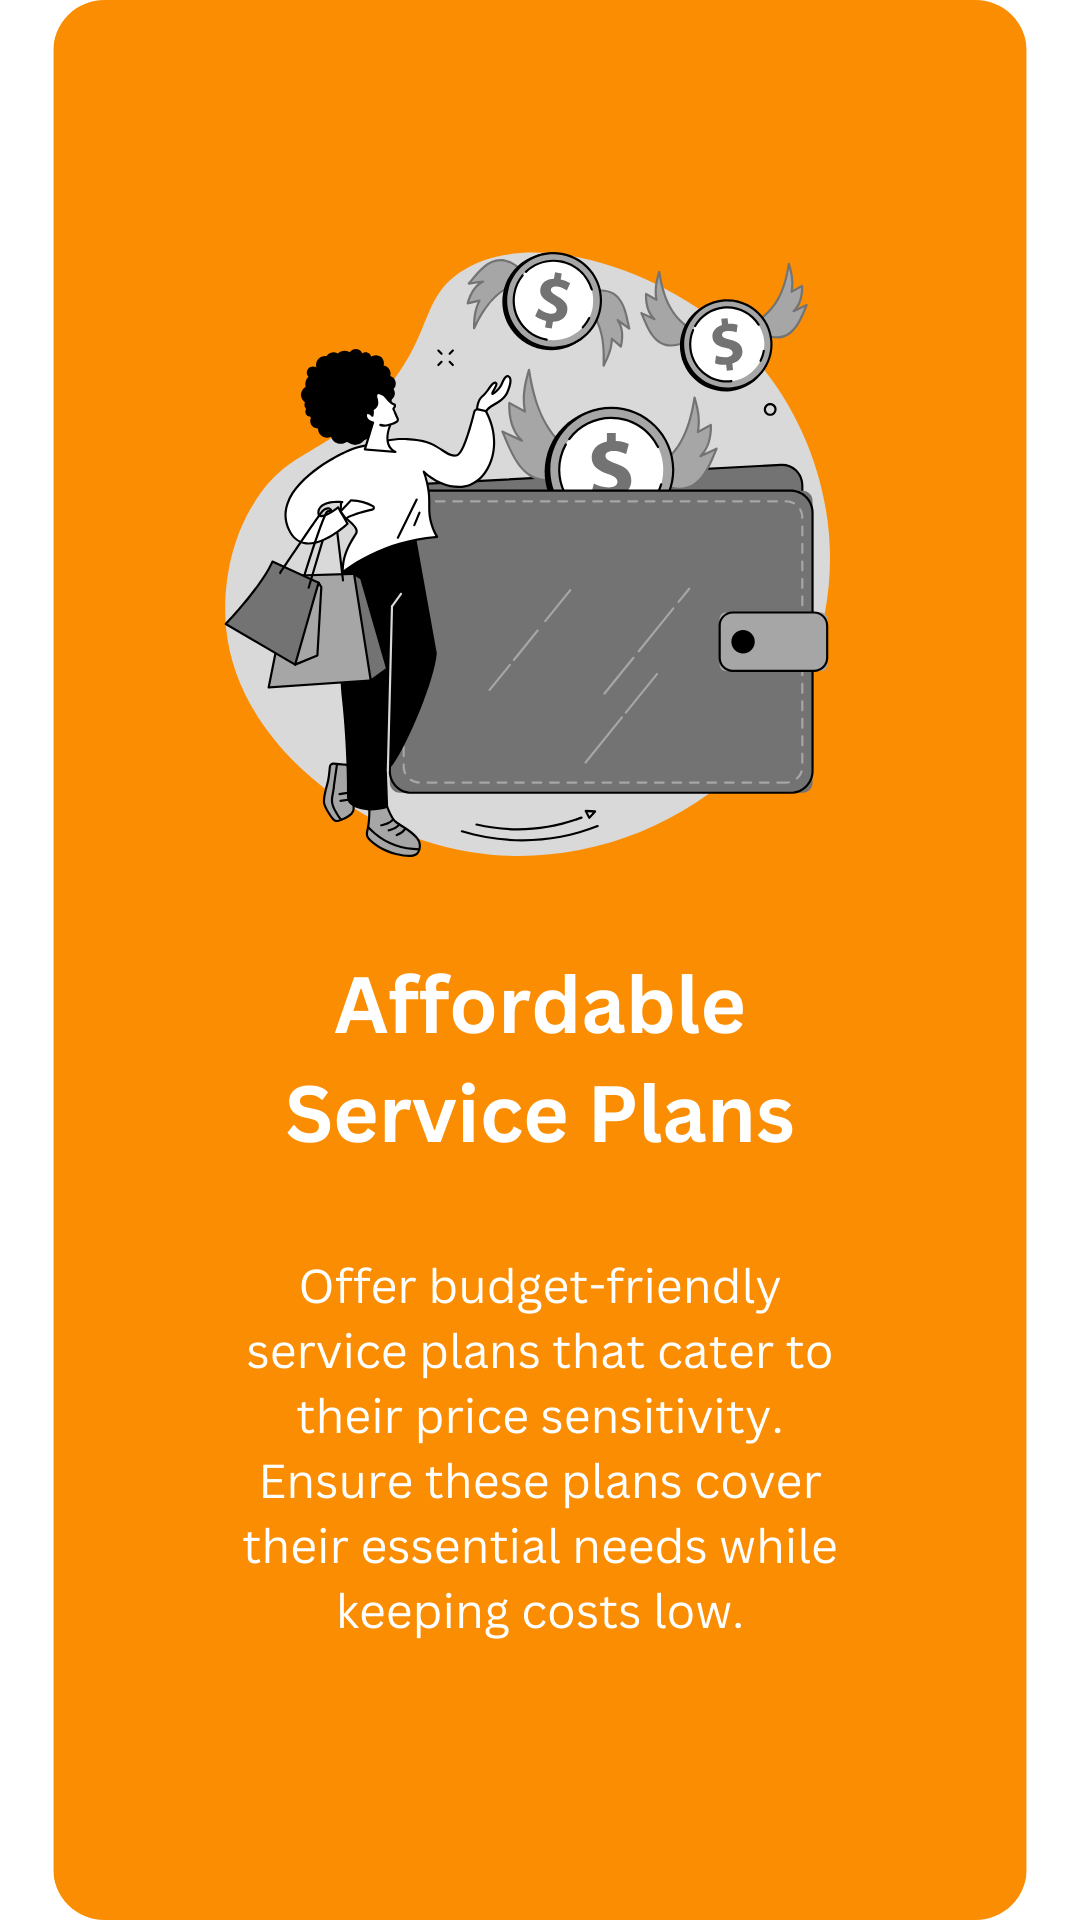 $
$
$
Affordable
Service Plans
Offer budget-friendly
service plans that cater to
their price sensitivity.
Ensure these plans cover
their essential needs while
keeping costs low.